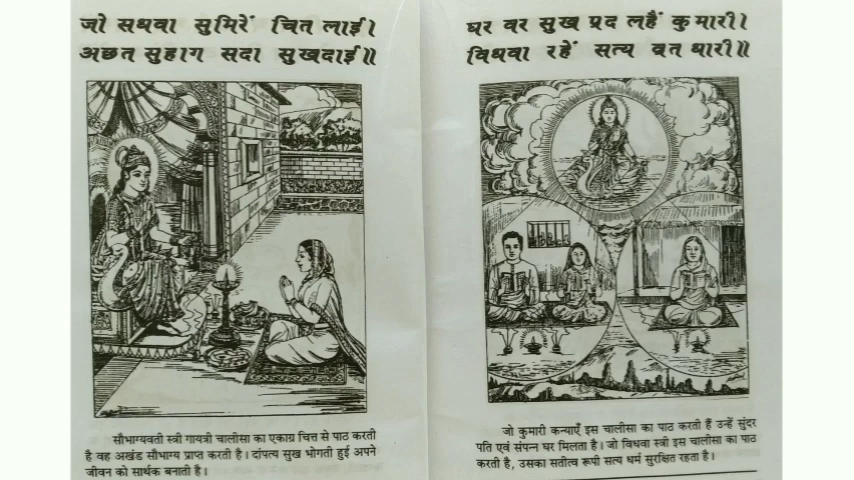 जो सधवा सुमिरें चित लाई।
अछत सुहाग सदा सुखदाई॥
सौभाग्यवती स्त्री गायत्री चालीसा का एकाग्र चित्त से पाठ करती
है वह अखंड सौभाग्य प्राप्त करती है। दांपत्य सुख भोगती हुई अपने
जीवन को सार्थक बनाती है।
घर वर सुख प्रद लहैं कुमारी।
विधवा रहें सत्य व्रत धारी॥
जो कुमारी कन्याएँ इस चालीसा का पाठ करती हैं उन्हें सुंदर
पति एवं संपन्न घर मिलता है। जो विधवा स्त्री इस चालीसा का पाठ
करती है, उसका सतीत्व रूपी सत्य धर्म सुरक्षित रहता है।